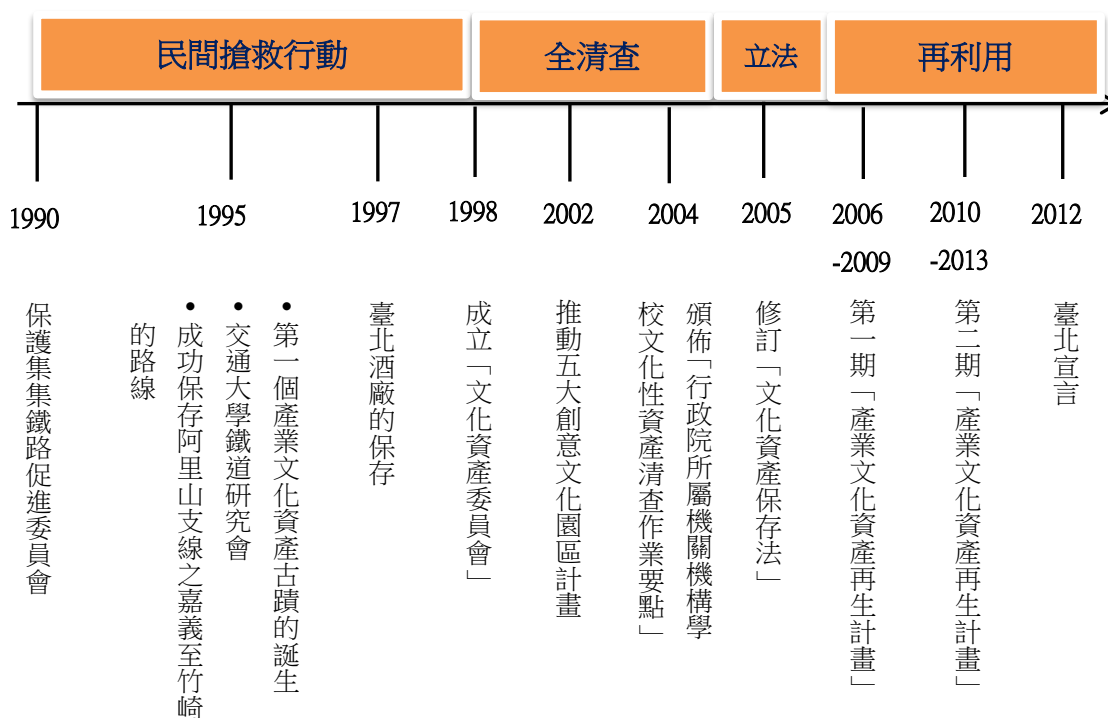 民間搶救行動
全清查
立法
再利用
1990
1995
1997
1998
2002
2004
2005
2006
-2009
2010
-2013
2012
保護集集鐵路促進委員會
• 第一個產業文化資產古蹟的誕生
• 交通大學鐵道研究會
• 成功保存阿里山支線之嘉義至竹崎
的路線
臺北酒廠的保存
成立「文化資產委員會」
推動五大創意文化園區計畫
頒佈「行政院所屬機關機構學
校文化性資產清查作業要點」
修訂「文化資產保存法」
第一期「產業文化資產再生計畫」
第二期「產業文化資產再生計畫」
臺北宣言